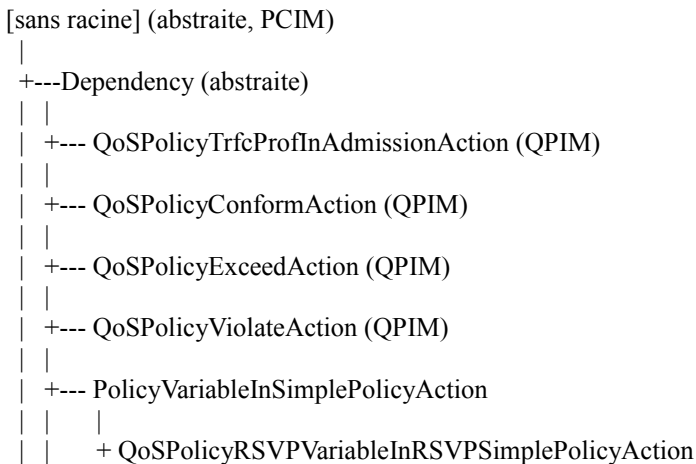 [sans racine] (abstraite, PCIM)
|
+---Dependency (abstraite)
| |
| +--- QoSPolicyTrfcProfInAdmissionAction (QPIM)
| |
| +--- QoSPolicyConformAction (QPIM)
| |
| +--- QoSPolicyExceedAction (QPIM)
| |
| +--- QoSPolicyViolateAction (QPIM)
| |
| +--- PolicyVariableInSimplePolicyAction
| | |
| | + QoSPolicyRSVPVariableInRSVPSimplePolicyAction